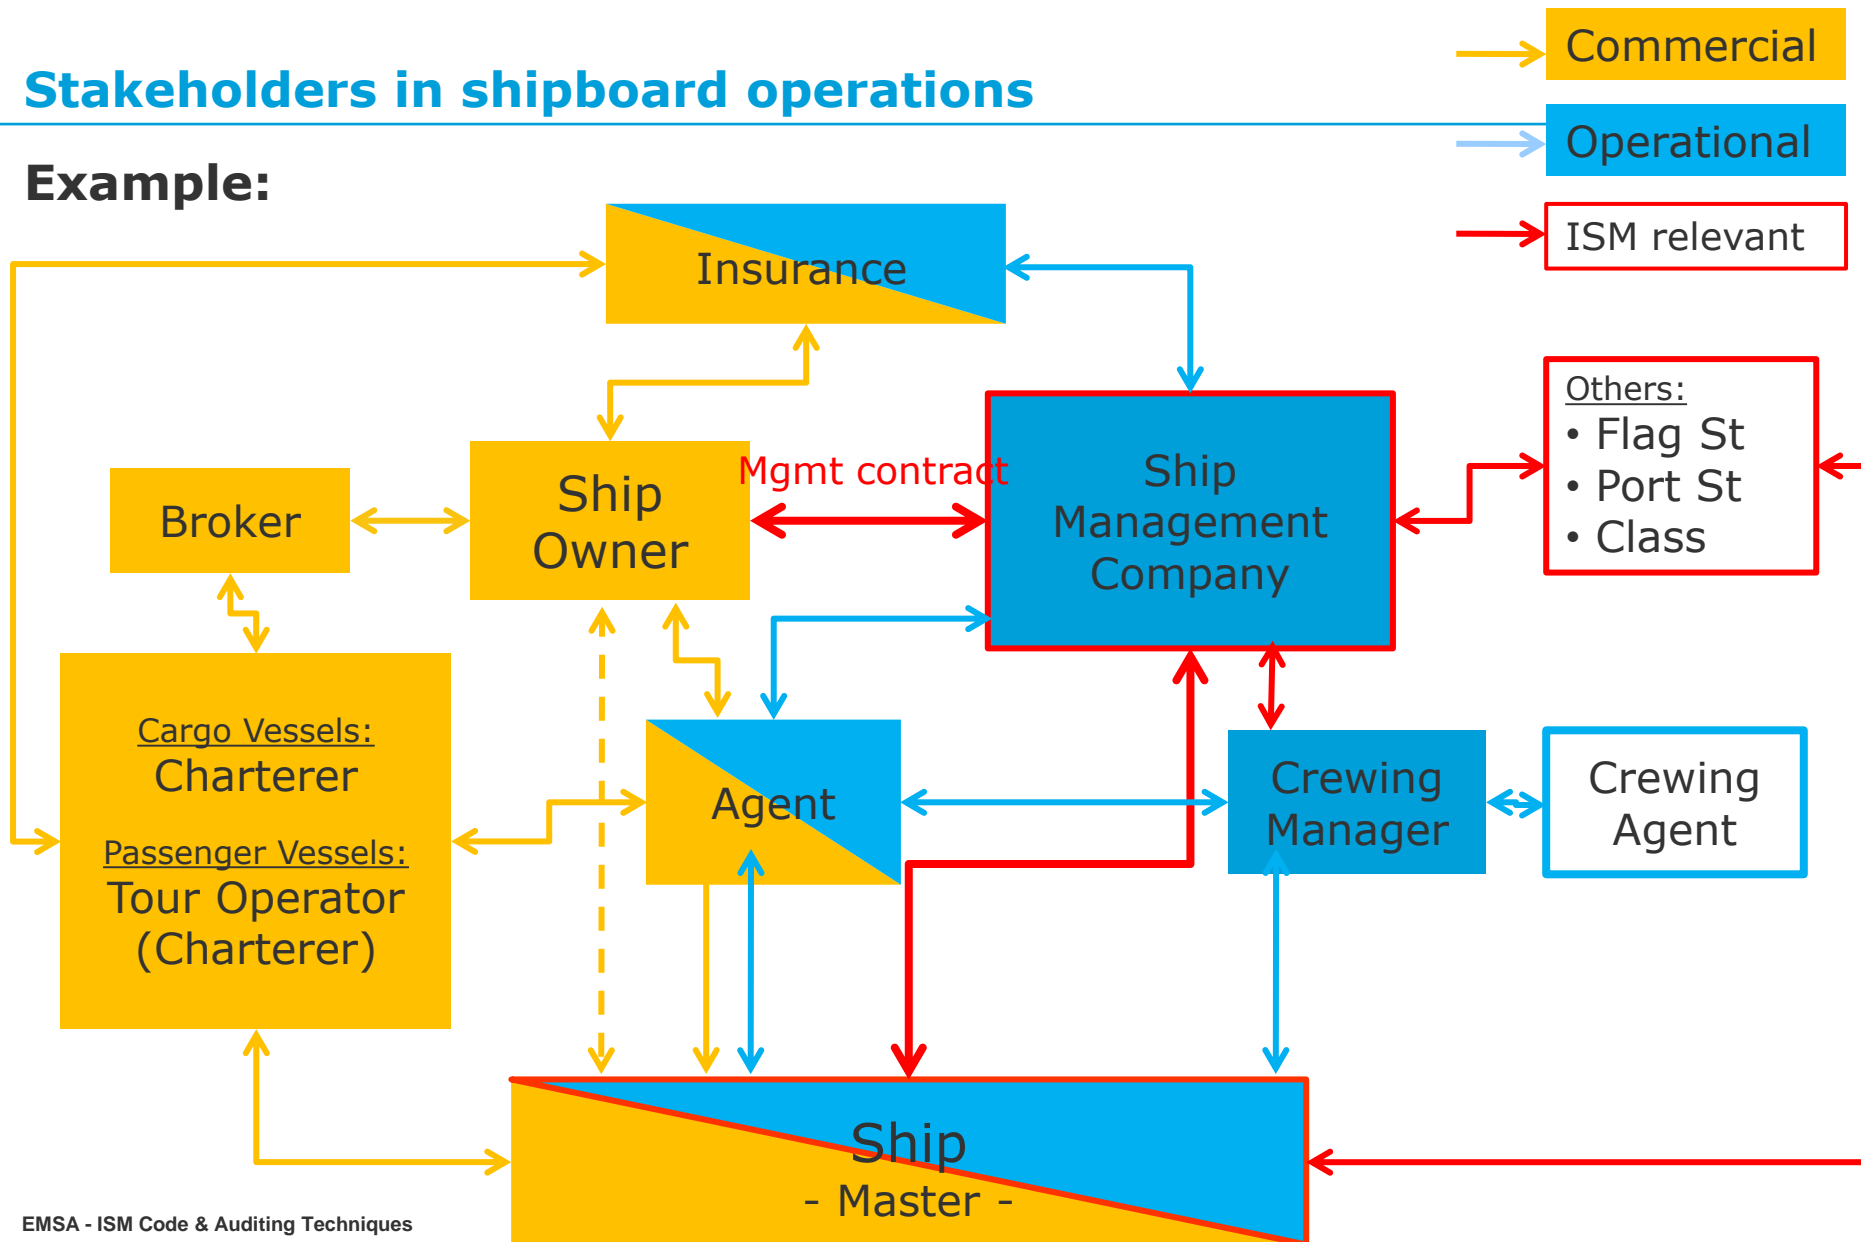 Commercial
Stakeholders in shipboard operations
Operational
Example:
ISM relevant
Insurance
Others:
• Flag St
• Port St
• Class
Mgmt contract
Ship
Management
Company
Ship
Owner
Broker
Cargo Vessels:
Charterer
Passenger Vessels:
Tour Operator
(Charterer)
Agent
Crewing
Manager
Crewing
Agent
Ship
- Master -
EMSA - ISM Code & Auditing Techniques